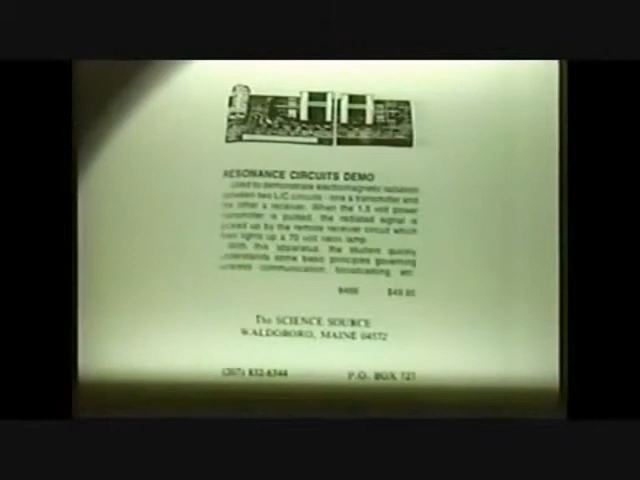 RESONANCE CIRCUITS DEMO
Used to demonstrate electromagnetic radiation
between two L/C circuits - one a transmitter and
the other a receiver. When the 1.5 volt power
transmitter is pulsed, the radiated signal is
picked up by the remote receiver circuit which
lights up a 70 volt neon lamp.
With this apparatus, the student quickly
understands some basic principles governing
wireless communication, broadcasting, etc.
$49.95
The SCIENCE SOURCE
WALDOBORO, MAINE 04572
(207) 832-6344 P.O. BOX 727